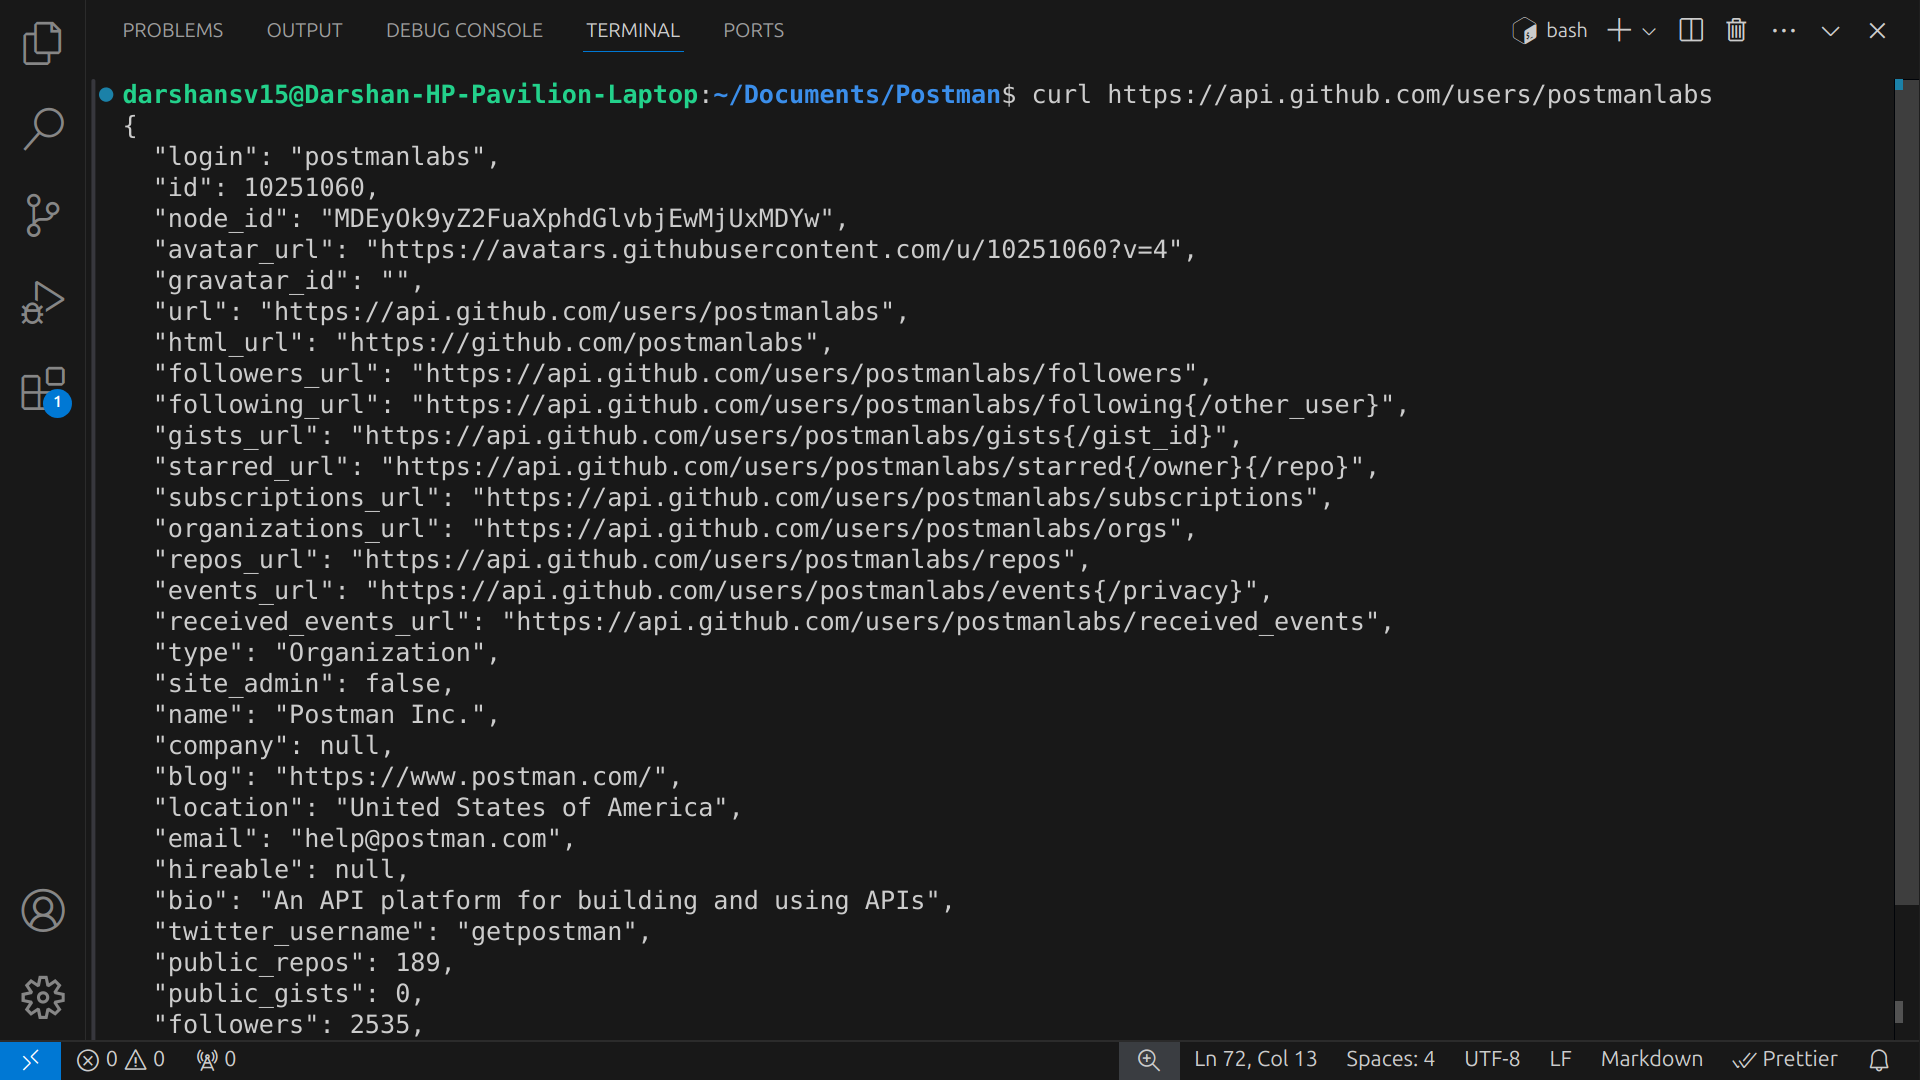 PROBLEMS OUTPUT DEBUG CONSOLE TERMINAL PORTS bash
darshansv15@Darshan-HP-Pavilion-Laptop:~/Documents/Postman$ curl https://api.github.com/users/postmanlabs
{
  "login": "postmanlabs",
  "id": 10251060,
  "node_id": "MDEyOk9yZ2FuaXphdGlvbjEwMjUxMDYw",
  "avatar_url": "https://avatars.githubusercontent.com/u/10251060?v=4",
  "gravatar_id": "",
  "url": "https://api.github.com/users/postmanlabs",
  "html_url": "https://github.com/postmanlabs",
  "followers_url": "https://api.github.com/users/postmanlabs/followers",
  "following_url": "https://api.github.com/users/postmanlabs/following{/other_user}",
  "gists_url": "https://api.github.com/users/postmanlabs/gists{/gist_id}",
  "starred_url": "https://api.github.com/users/postmanlabs/starred{/owner}{/repo}",
  "subscriptions_url": "https://api.github.com/users/postmanlabs/subscriptions",
  "organizations_url": "https://api.github.com/users/postmanlabs/orgs",
  "repos_url": "https://api.github.com/users/postmanlabs/repos",
  "events_url": "https://api.github.com/users/postmanlabs/events{/privacy}",
  "received_events_url": "https://api.github.com/users/postmanlabs/received_events",
  "type": "Organization",
  "site_admin": false,
  "name": "Postman Inc.",
  "company": null,
  "blog": "https://www.postman.com/",
  "location": "United States of America",
  "email": "help@postman.com",
  "hireable": null,
  "bio": "An API platform for building and using APIs",
  "twitter_username": "getpostman",
  "public_repos": 189,
  "public_gists": 0,
  "followers": 2535,
1
0 0 0 Ln 72, Col 13 Spaces: 4 UTF-8 LF Markdown Prettier